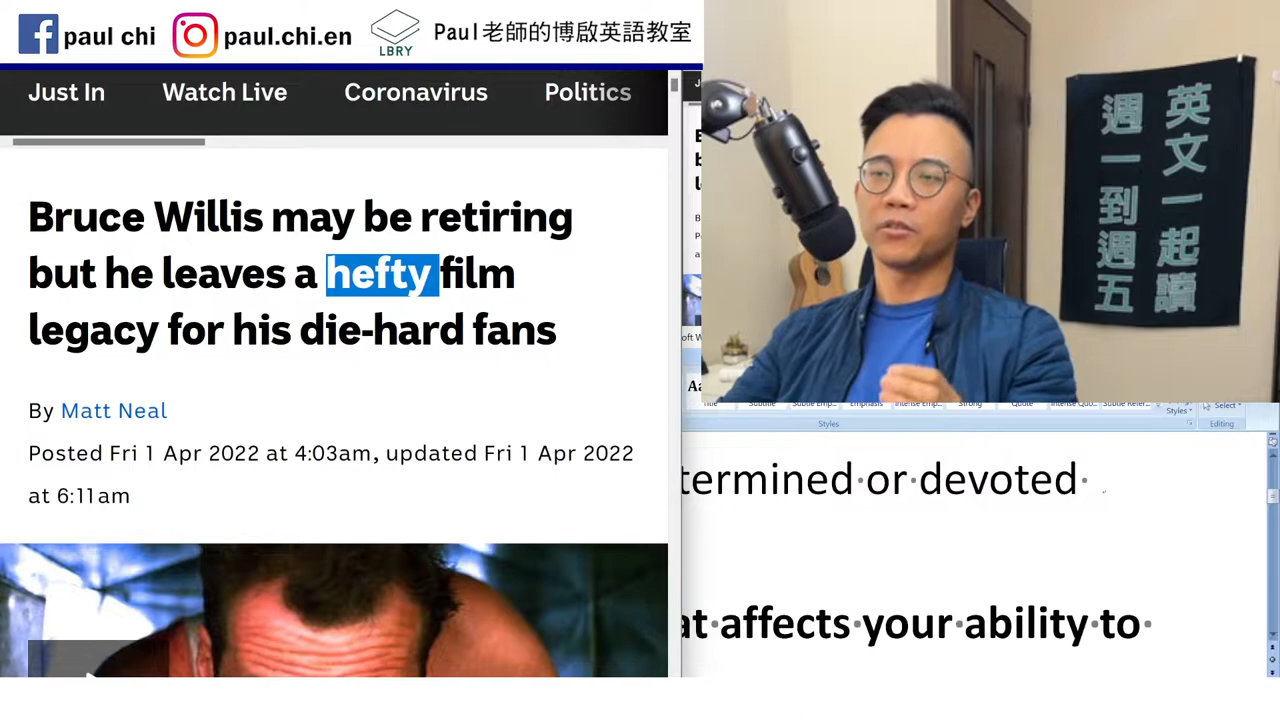 paul chi
paul.chi.en
LBRY
Paul老師的博啟英語教室
Just In
Watch Live
Coronavirus
Politics
Bruce Willis may be retiring
but he leaves a hefty film
legacy for his die-hard fans
By Matt Neal
Posted Fri 1 Apr 2022 at 4:03am, updated Fri 1 Apr 2022
at 6:11am
英文一起讀
週一到週五
Styles
Select
Styles
Editing
termined or devoted
at affects your ability to